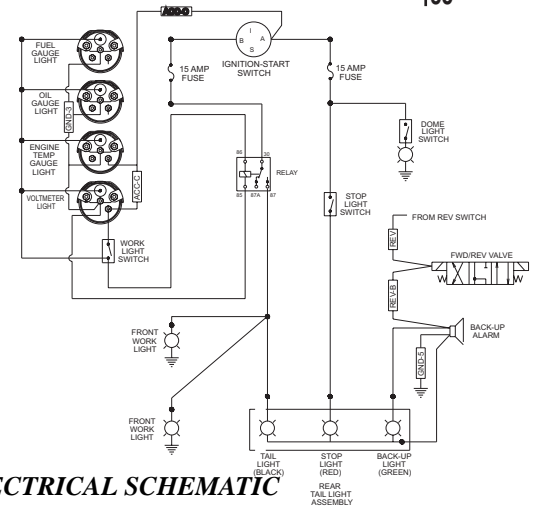 ACC-C
I
B
A
S
IGNITION-START
SWITCH
15 AMP
FUSE
15 AMP
FUSE
FUEL
GAUGE
LIGHT
OIL
GAUGE
LIGHT
GND-3
ENGINE
TEMP
GAUGE
LIGHT
ACC-C
VOLTMETER
LIGHT
WORK
LIGHT
SWITCH
86
30
RELAY
85
87A
87
DOME
LIGHT
SWITCH
STOP
LIGHT
SWITCH
FROM REV SWITCH
REV
FWD/REV VALVE
REV-B
BACK-UP
ALARM
GND-5
FRONT
WORK
LIGHT
FRONT
WORK
LIGHT
TAIL
LIGHT
(BLACK)
STOP
LIGHT
(RED)
BACK-UP
LIGHT
(GREEN)
REAR
TAIL LIGHT
ASSEMBLY
ECTRICAL SCHEMATIC